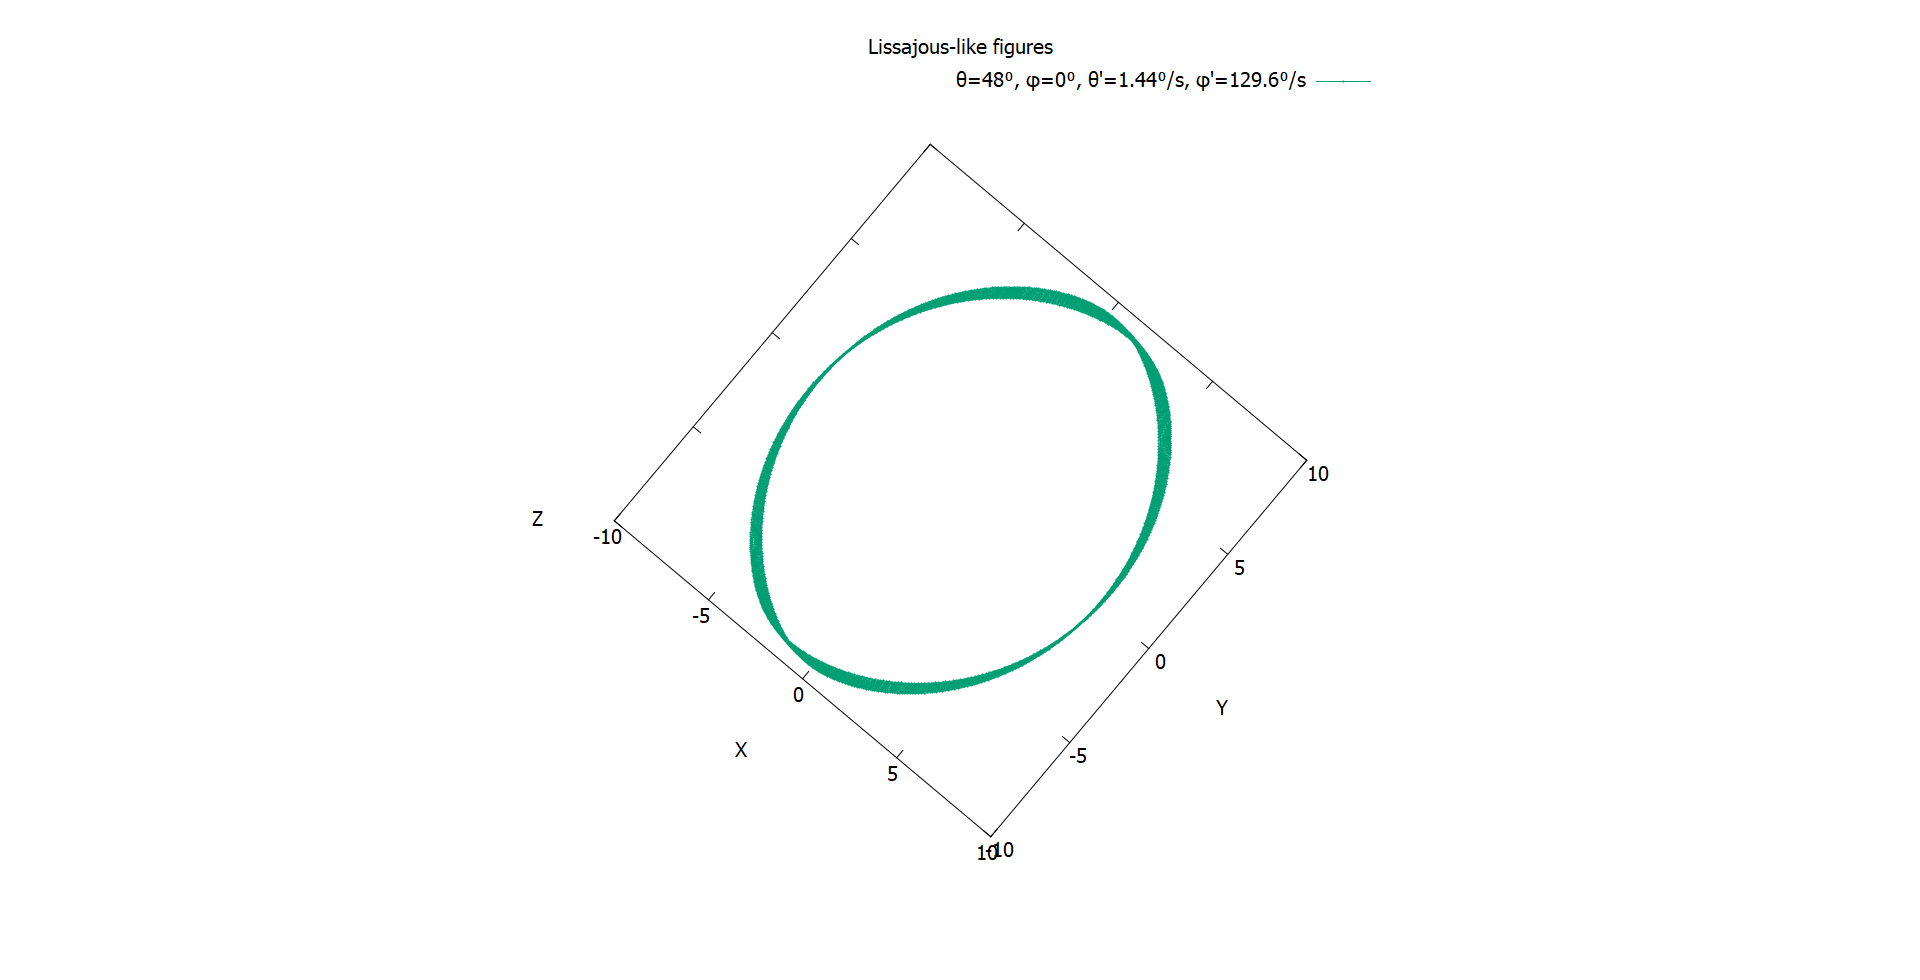 Lissajous-like figures
θ=48⁰, φ=0⁰, θ'=1.44⁰/s, φ'=129.6⁰/s
10
Z
-10
5
-5
0
0
Y
X
-5
5
10
-10